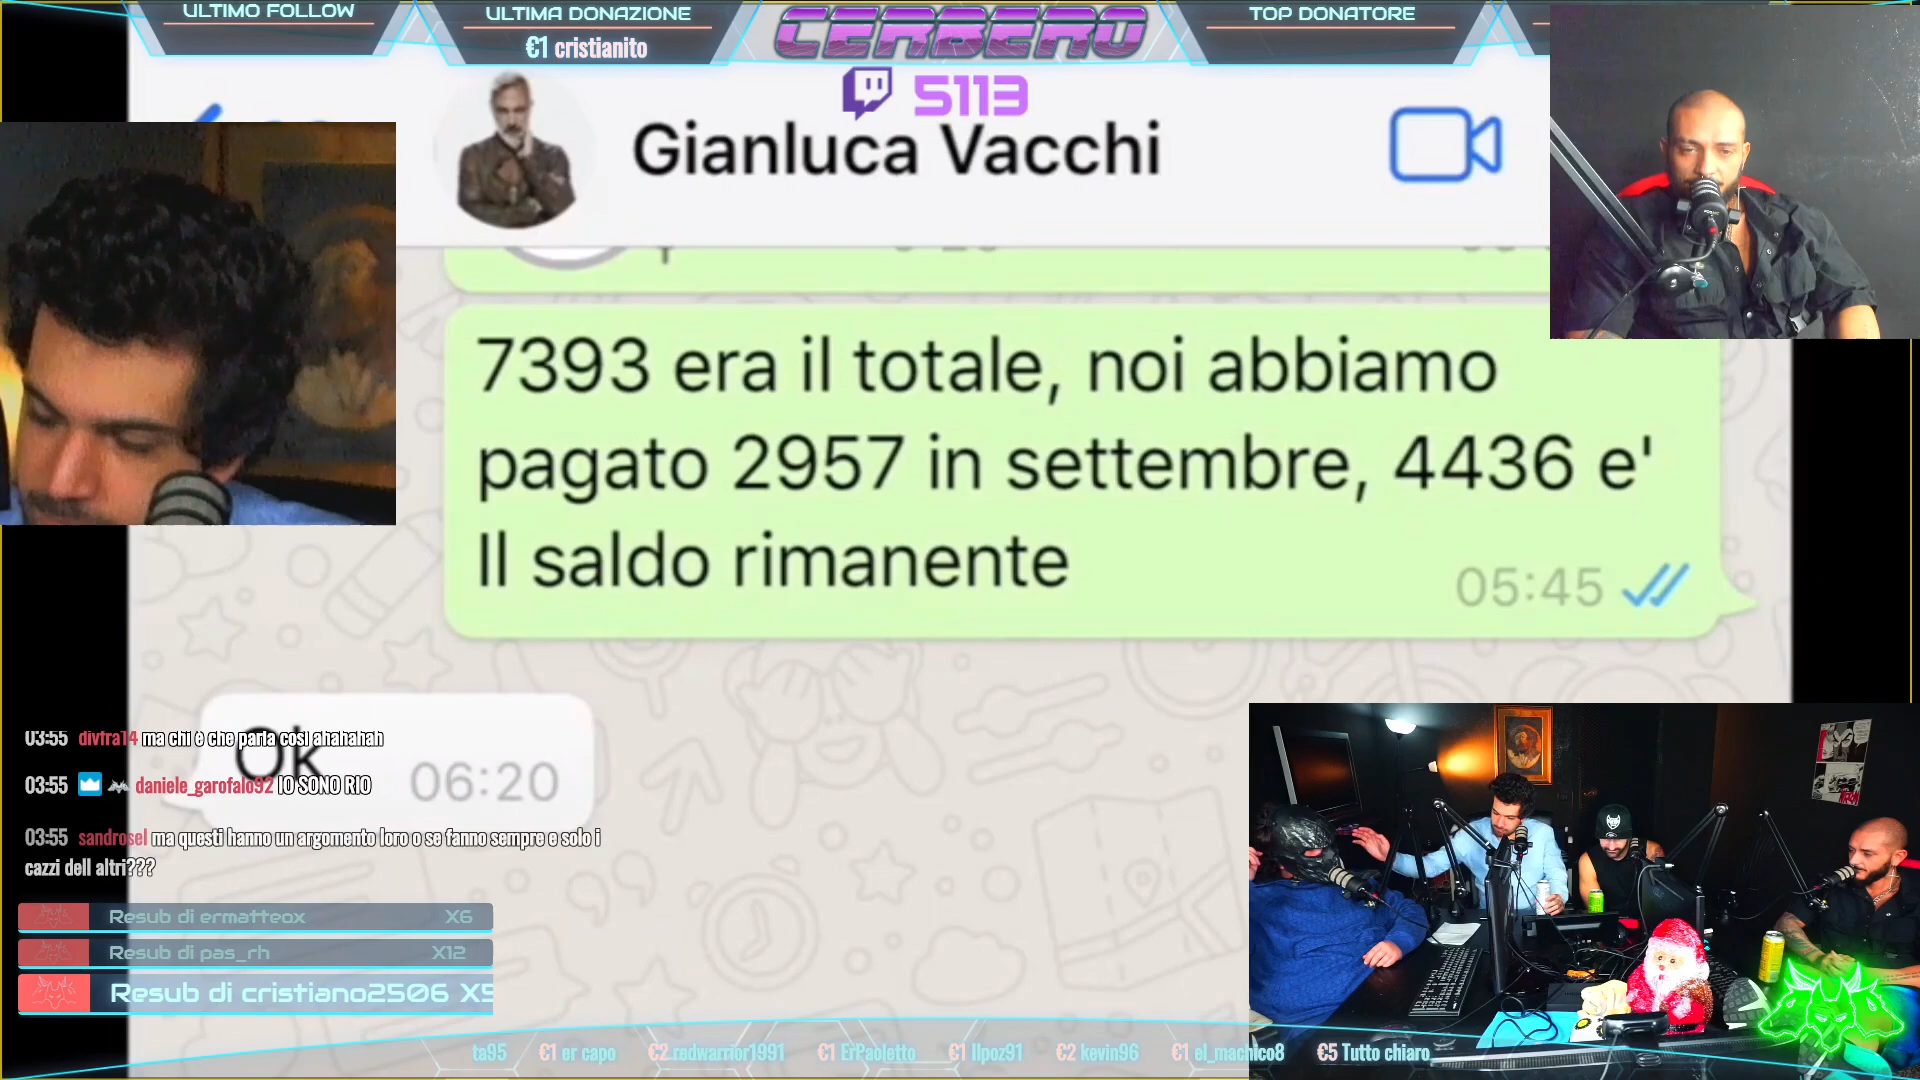 ULTIMO FOLLOW
ULTIMA DONAZIONE
€1 cristianito
CERBERO
5113
TOP DONATORE
Gianluca Vacchi
7393 era il totale, noi abbiamo
pagato 2957 in settembre, 4436 e'
Il saldo rimanente
05:45
Ok
06:20
03:55 divfra14 ma chi è che parla così ahahahah
03:55 daniele_garofalo92 IO SONO RIO
03:55 sandrosel ma questi hanno un argomento loro o se fanno sempre e solo i
cazzi dell altri???
Resub di ermatteox X6
Resub di pas_rh X12
Resub di cristiano2506 X5
ta95 €1 er capo €2 redwarrior1991 €1 ErPaoletto €1 Ilpoz91 €2 kevin96 €1 el_machico8 €5 Tutto chiaro